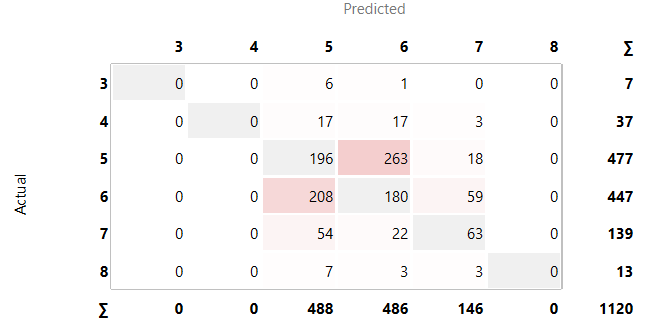 Predicted
3 4 5 6 7 8 ∑
3 0 0 6 1 0 0 7
4 0 0 17 17 3 0 37
5 0 0 196 263 18 0 477
6 0 0 208 180 59 0 447
7 0 0 54 22 63 0 139
8 0 0 7 3 3 0 13
∑ 0 0 488 486 146 0 1120
Actual